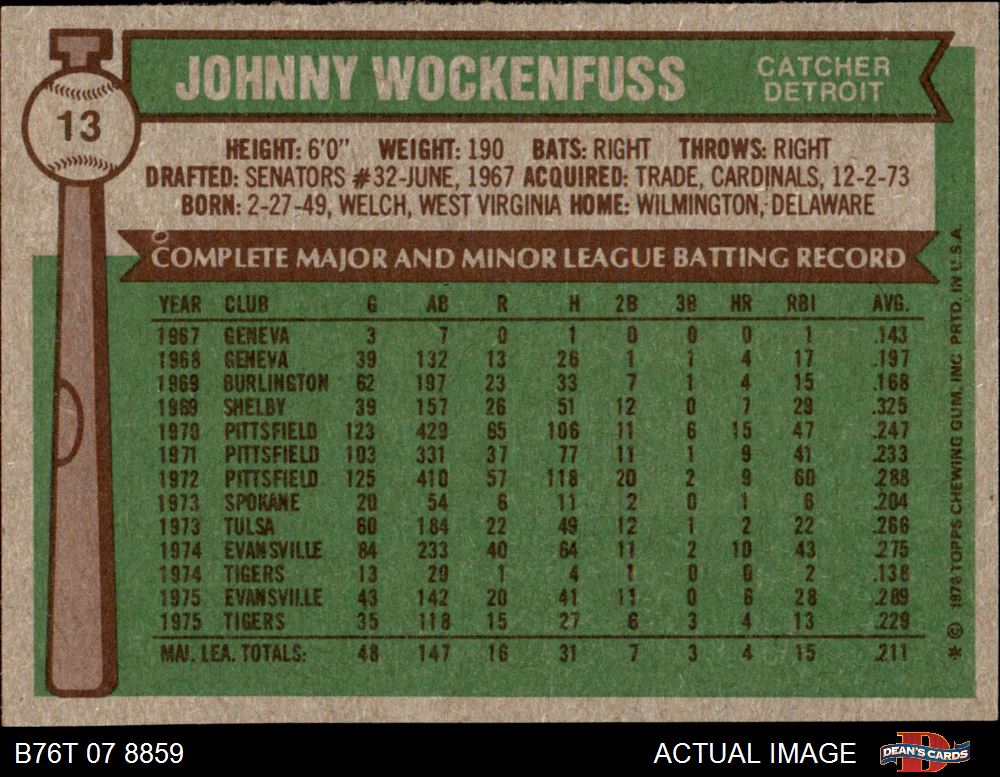 13
JOHNNY WOCKENFUSS
CATCHER
DETROIT
HEIGHT: 6'0" WEIGHT: 190 BATS: RIGHT THROWS: RIGHT
DRAFTED: SENATORS #32-JUNE, 1967 ACQUIRED: TRADE, CARDINALS, 12-2-73
BORN: 2-27-49, WELCH, WEST VIRGINIA HOME: WILMINGTON, DELAWARE
COMPLETE MAJOR AND MINOR LEAGUE BATTING RECORD
YEAR CLUB G AB R H 2B 3B HR RBI AVG.
1967 GENEVA 3 7 0 1 0 0 0 1 .143
1968 GENEVA 39 132 13 26 1 1 4 17 .197
1969 BURLINGTON 62 197 23 33 7 1 4 15 .168
1969 SHELBY 39 157 26 51 12 0 7 29 .325
1970 PITTSFIELD 123 429 65 106 11 6 15 47 .247
1971 PITTSFIELD 103 331 37 77 11 1 9 41 .233
1972 PITTSFIELD 125 410 57 118 20 2 9 60 .288
1973 SPOKANE 20 54 6 11 2 0 1 6 .204
1973 TULSA 60 184 22 49 12 1 2 22 .266
1974 EVANSVILLE 84 233 40 64 11 2 10 43 .275
1974 TIGERS 13 29 1 4 1 0 0 2 .138
1975 EVANSVILLE 43 142 20 41 11 0 6 28 .289
1975 TIGERS 35 118 15 27 6 3 4 13 .229
MAJ. LEA. TOTALS: 48 147 16 31 7 3 4 15 .211
* © 1976 TOPPS CHEWING GUM, INC. PRTD. IN U.S.A.
B76T 07 8859
ACTUAL IMAGE
D
DEAN'S CARDS